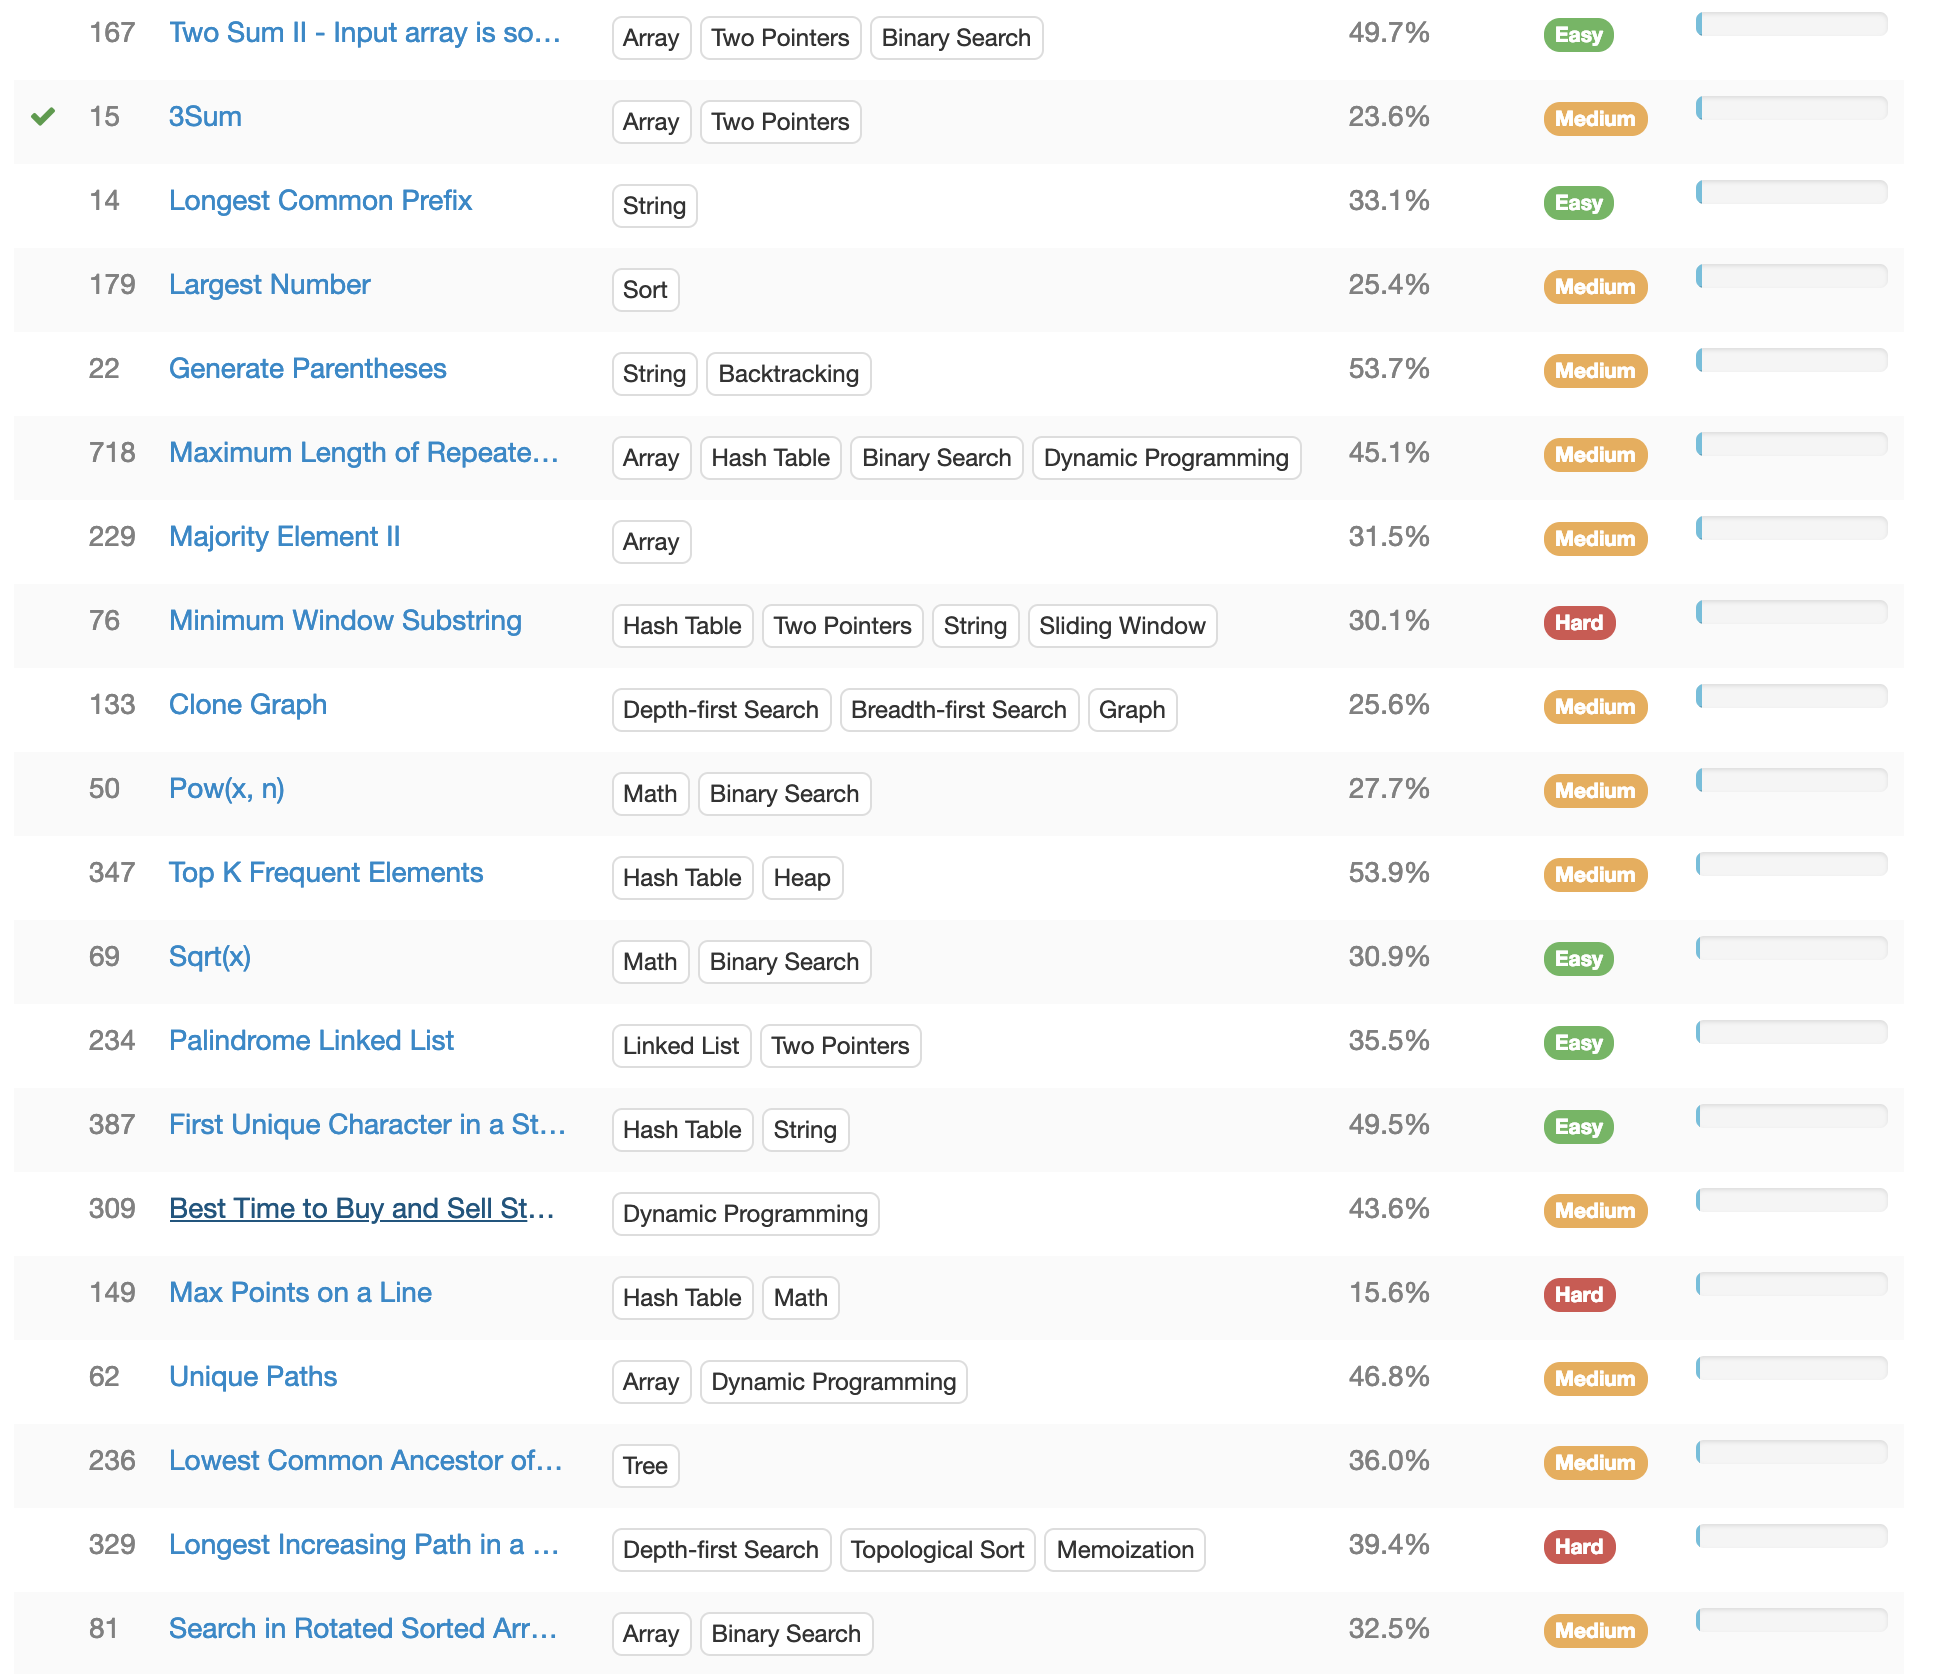 167 Two Sum II - Input array is so... Array Two Pointers Binary Search 49.7% Easy
15 3Sum Array Two Pointers 23.6% Medium
14 Longest Common Prefix String 33.1% Easy
179 Largest Number Sort 25.4% Medium
22 Generate Parentheses String Backtracking 53.7% Medium
718 Maximum Length of Repeate... Array Hash Table Binary Search Dynamic Programming 45.1% Medium
229 Majority Element II Array 31.5% Medium
76 Minimum Window Substring Hash Table Two Pointers String Sliding Window 30.1% Hard
133 Clone Graph Depth-first Search Breadth-first Search Graph 25.6% Medium
50 Pow(x, n) Math Binary Search 27.7% Medium
347 Top K Frequent Elements Hash Table Heap 53.9% Medium
69 Sqrt(x) Math Binary Search 30.9% Easy
234 Palindrome Linked List Linked List Two Pointers 35.5% Easy
387 First Unique Character in a St... Hash Table String 49.5% Easy
309 Best Time to Buy and Sell St... Dynamic Programming 43.6% Medium
149 Max Points on a Line Hash Table Math 15.6% Hard
62 Unique Paths Array Dynamic Programming 46.8% Medium
236 Lowest Common Ancestor of... Tree 36.0% Medium
329 Longest Increasing Path in a ... Depth-first Search Topological Sort Memoization 39.4% Hard
81 Search in Rotated Sorted Arr... Array Binary Search 32.5% Medium